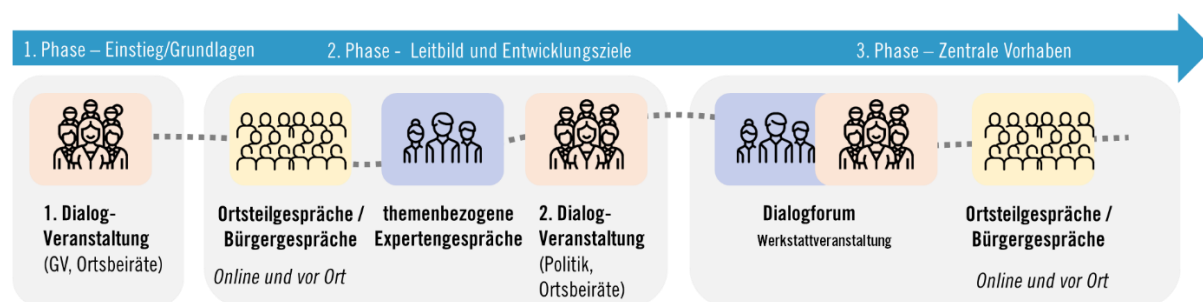 1. Phase – Einstieg/Grundlagen
2. Phase - Leitbild und Entwicklungsziele
3. Phase – Zentrale Vorhaben
1. Dialog-
Veranstaltung
(GV, Ortsbeiräte)
Ortsteilgespräche /
Bürgergespräche
Online und vor Ort
themenbezogene
Expertengespräche
2. Dialog-
Veranstaltung
(Politik,
Ortsbeiräte)
Dialogforum
Werkstattveranstaltung
Ortsteilgespräche /
Bürgergespräche
Online und vor Ort